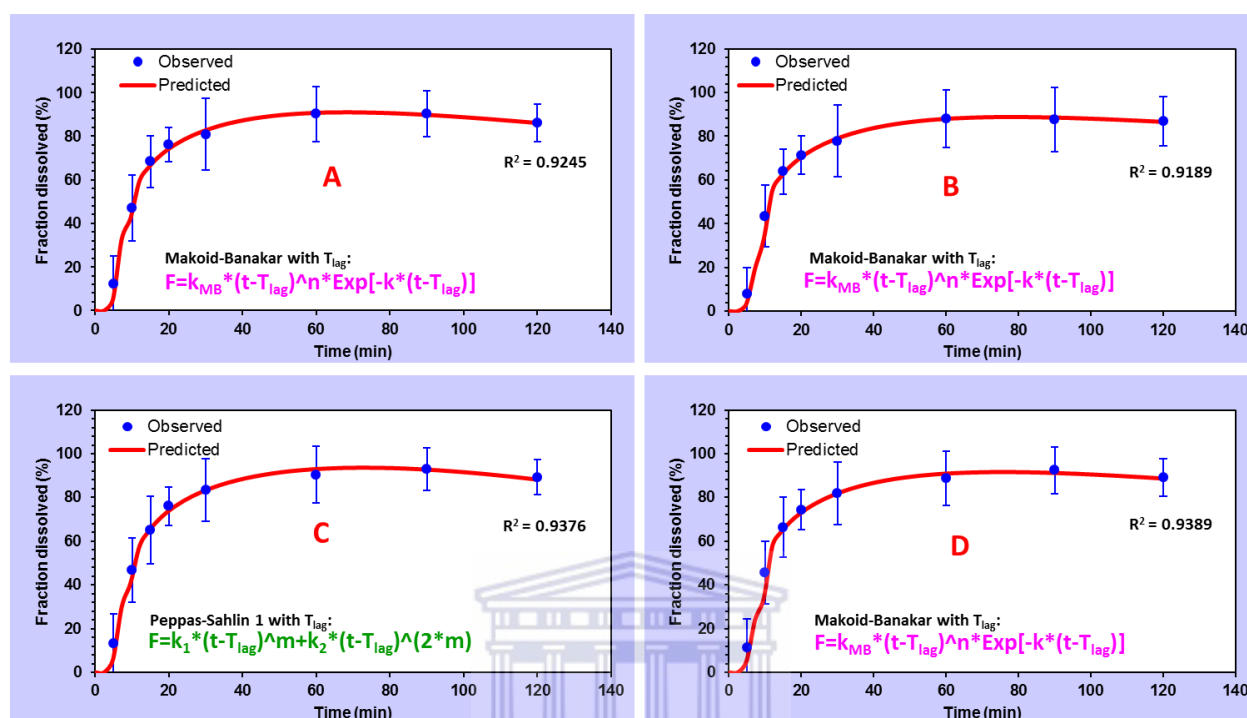 120
100
80
60
40
20
0
Fraction dissolved (%)
Observed
Predicted
R² = 0.9245
A
Makoid-Banakar with Tlag:
F=kMB*(t-Tlag)^n*Exp[-k*(t-Tlag)]
0 20 40 60 80 100 120 140
Time (min)
120
100
80
60
40
20
0
Fraction dissolved (%)
Observed
Predicted
R² = 0.9189
B
Makoid-Banakar with Tlag:
F=kMB*(t-Tlag)^n*Exp[-k*(t-Tlag)]
0 20 40 60 80 100 120 140
Time (min)
120
100
80
60
40
20
0
Fraction dissolved (%)
Observed
Predicted
R² = 0.9376
C
Peppas-Sahlin 1 with Tlag:
F=k1*(t-Tlag)^m+k2*(t-Tlag)^(2*m)
0 20 40 60 80 100 120 140
Time (min)
120
100
80
60
40
20
0
Fraction dissolved (%)
Observed
Predicted
R² = 0.9389
D
Makoid-Banakar with Tlag:
F=kMB*(t-Tlag)^n*Exp[-k*(t-Tlag)]
0 20 40 60 80 100 120 140
Time (min)